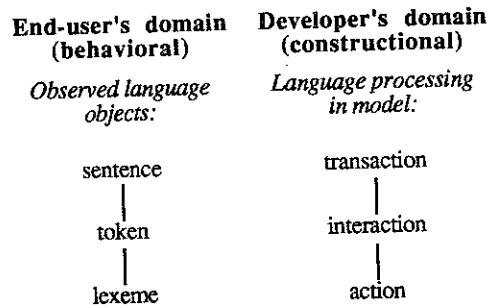 End-user's domain
(behavioral)
Observed language
objects:
sentence
token
lexeme
Developer's domain
(constructional)
Language processing
in model:
transaction
interaction
action